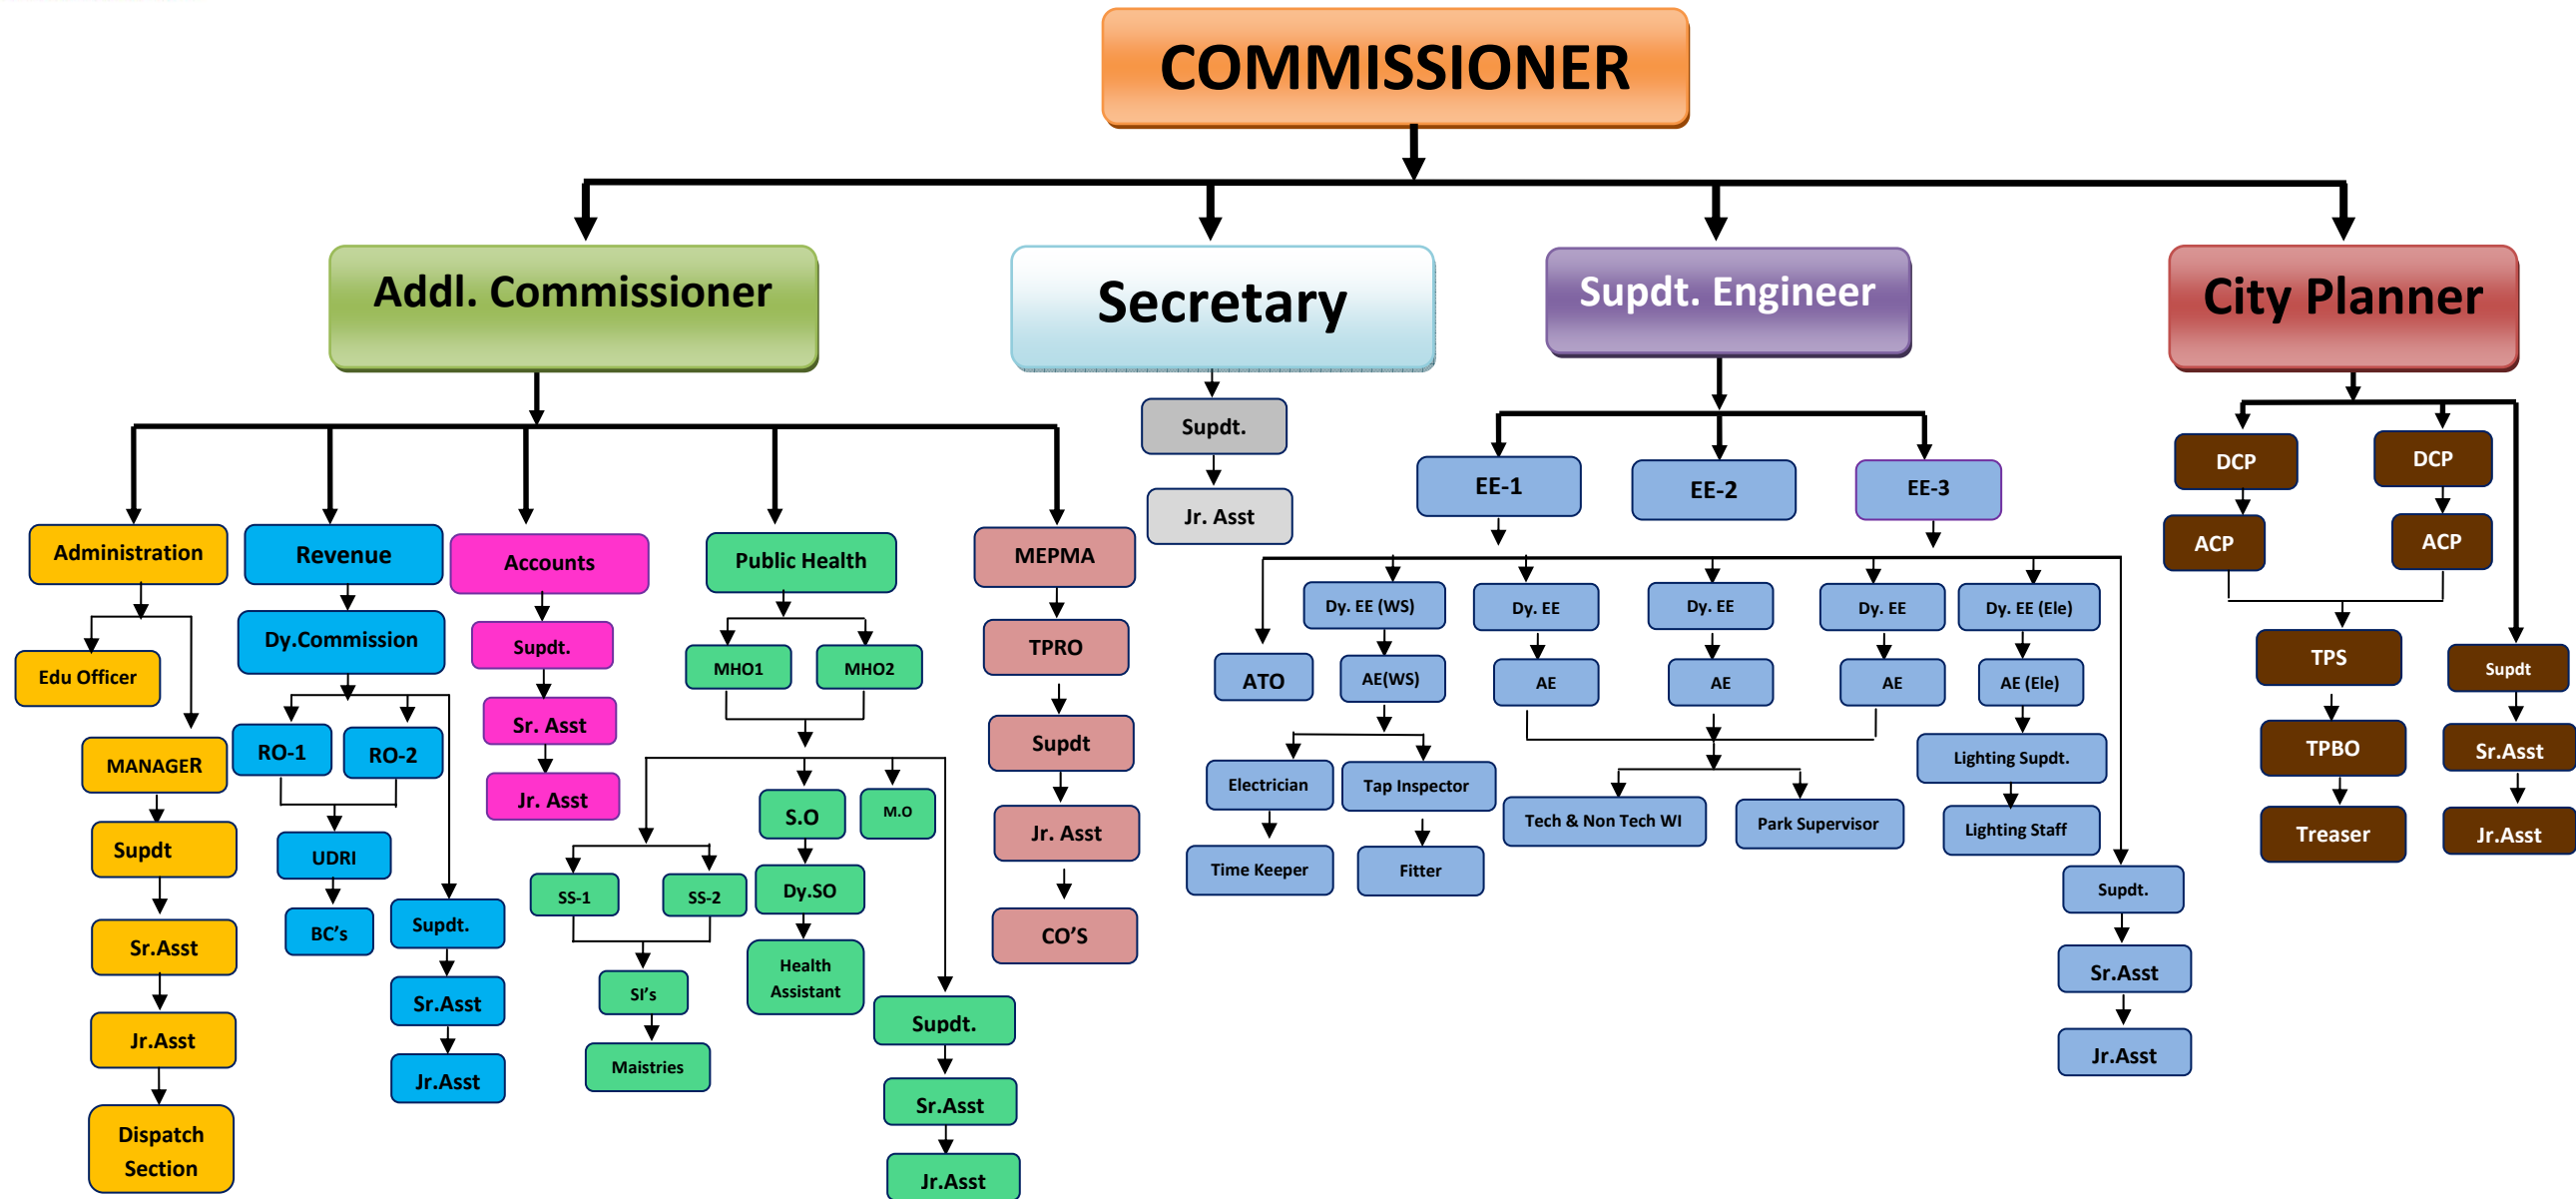 COMMISSIONER
Addl. Commissioner
Secretary
Supdt. Engineer
City Planner
Administration
Edu Officer
MANAGER
Supdt
Sr.Asst
Jr.Asst
Dispatch
Section
Revenue
Dy.Commission
RO-1
RO-2
UDRI
BC’s
Supdt.
Sr.Asst
Jr.Asst
Accounts
Supdt.
Sr. Asst
Jr. Asst
Public Health
MHO1
MHO2
SS-1
SS-2
SI’s
Maistries
S.O
Dy.SO
Health
Assistant
M.O
Supdt.
Sr.Asst
Jr.Asst
MEPMA
TPRO
Supdt
Jr. Asst
CO’S
Supdt.
Jr. Asst
EE-1
EE-2
EE-3
ATO
Dy. EE (WS)
AE(WS)
Electrician
Time Keeper
Tap Inspector
Fitter
Dy. EE
AE
Dy. EE
AE
Dy. EE
AE
Tech & Non Tech WI
Park Supervisor
Dy. EE (Ele)
AE (Ele)
Lighting Supdt.
Lighting Staff
Supdt.
Sr.Asst
Jr.Asst
DCP
ACP
DCP
ACP
TPS
TPBO
Treaser
Supdt
Sr.Asst
Jr.Asst